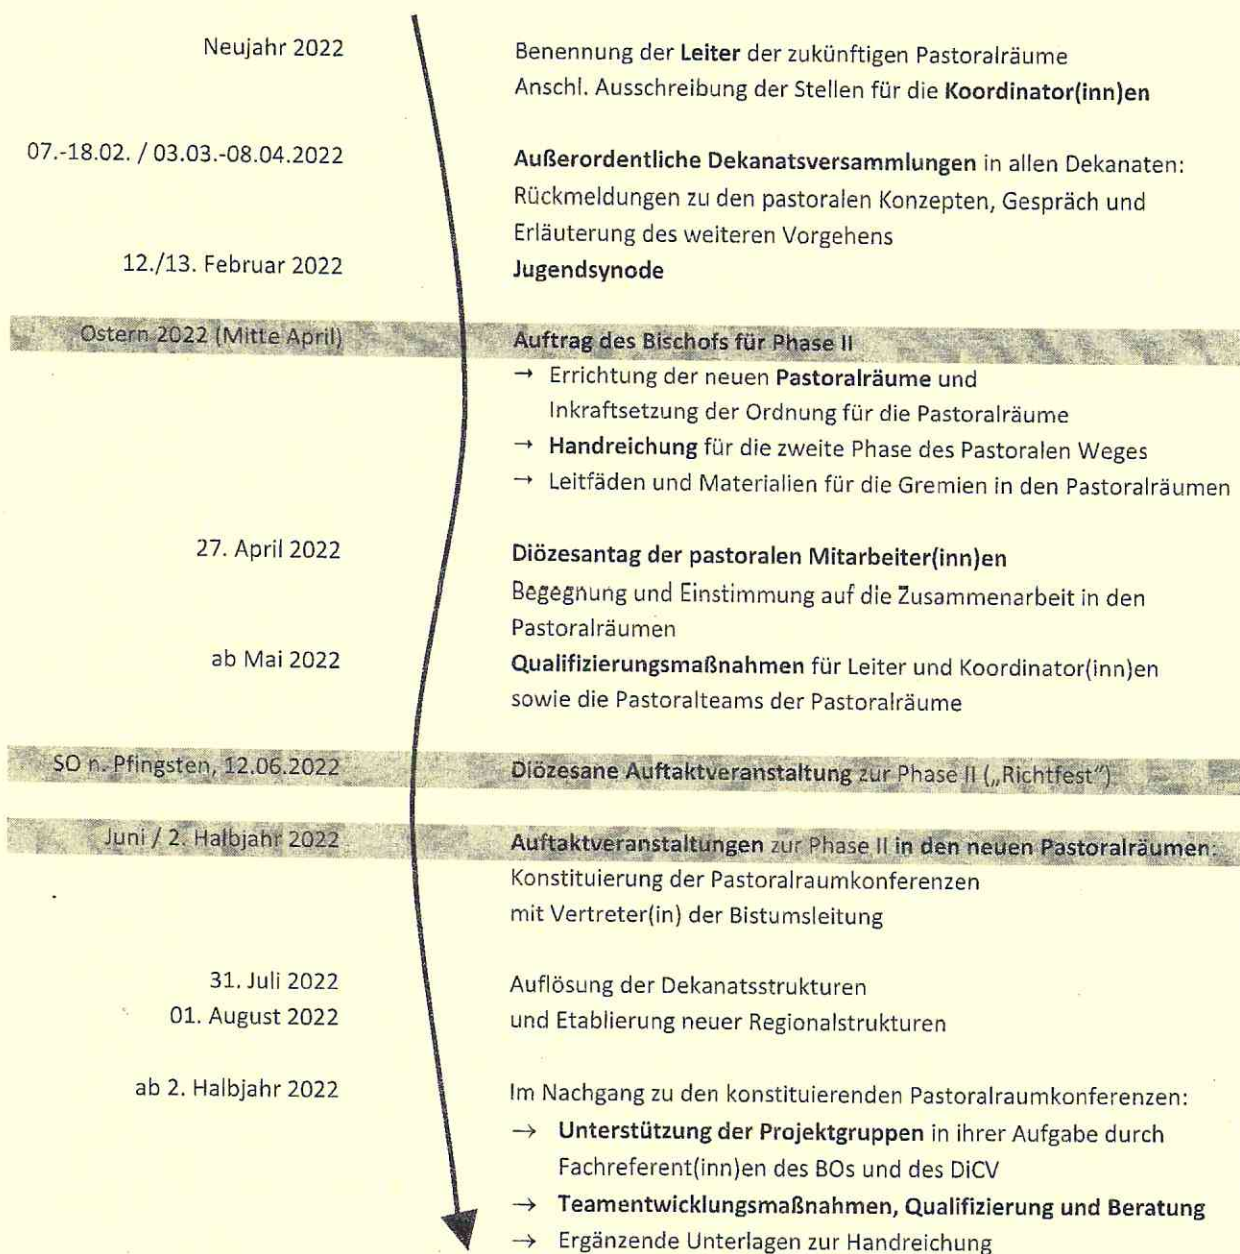 Neujahr 2022 Benennung der Leiter der zukünftigen Pastoralräume
Anschl. Ausschreibung der Stellen für die Koordinator(inn)en
07.-18.02. / 03.03.-08.04.2022 Außerordentliche Dekanatsversammlungen in allen Dekanaten:
Rückmeldungen zu den pastoralen Konzepten, Gespräch und
Erläuterung des weiteren Vorgehens
12./13. Februar 2022 Jugendsynode
Ostern 2022 (Mitte April) Auftrag des Bischofs für Phase II
→ Errichtung der neuen Pastoralräume und
Inkraftsetzung der Ordnung für die Pastoralräume
→ Handreichung für die zweite Phase des Pastoralen Weges
→ Leitfäden und Materialien für die Gremien in den Pastoralräumen
27. April 2022 Diözesantag der pastoralen Mitarbeiter(inn)en
Begegnung und Einstimmung auf die Zusammenarbeit in den
Pastoralräumen
ab Mai 2022 Qualifizierungsmaßnahmen für Leiter und Koordinator(inn)en
sowie die Pastoralteams der Pastoralräume
SO n. Pfingsten, 12.06.2022 Diözesane Auftaktveranstaltung zur Phase II („Richtfest“)
Juni / 2. Halbjahr 2022 Auftaktveranstaltungen zur Phase II in den neuen Pastoralräumen:
Konstituierung der Pastoralraumkonferenzen
mit Vertreter(in) der Bistumsleitung
31. Juli 2022 Auflösung der Dekanatsstrukturen
01. August 2022 und Etablierung neuer Regionalstrukturen
ab 2. Halbjahr 2022 Im Nachgang zu den konstituierenden Pastoralraumkonferenzen:
→ Unterstützung der Projektgruppen in ihrer Aufgabe durch
Fachreferent(inn)en des BOs und des DiCV
→ Teamentwicklungsmaßnahmen, Qualifizierung und Beratung
→ Ergänzende Unterlagen zur Handreichung